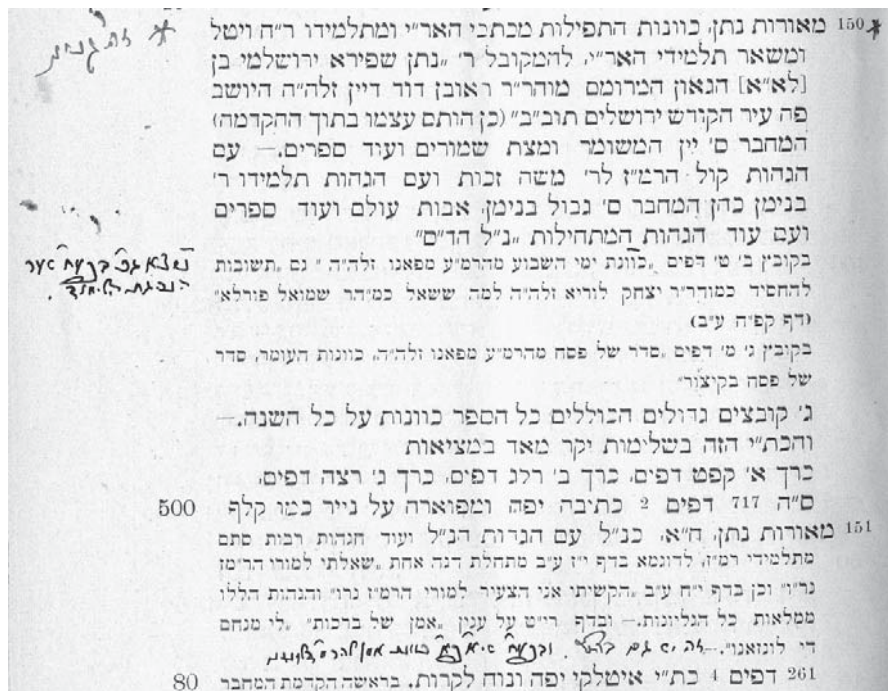 150 מאורות נתן, כוונות התפילות מכתבי האר״י ומתלמידו ר״ח ויטל
ומשאר תלמידי האר״י, להמקובל ר׳ „נתן שפירא ירושלמי בן
[לא״א] הגאון המרומם מוהר״ר ראובן דוד דיין זלה״ה היושב
פה עיר הקודש ירושלים תוב״ב״ (כן הותם עצמו בתוך ההקדמה)
המחבר ס׳ יין המשומר ומצת שמורים ועוד ספרים.— עם
הגהות קול הרמ״ז לר׳ משה זכות ועם הגהות תלמידו ר׳
בנימן כהן המחבר ס׳ גבול בנימן, אבות עולם ועוד ספרים
ועם עוד הגהות המתחילות „נ״ל הד״ס״
בקובץ ב׳ ט׳ דפים „כוונת ימי השבוע מהרמ״ע מפאנו, זלה״ה.״ גם „תשובות
להחסיד כמודר״ר יצחק לוריא זלה״ה למה ששאל כמ״הר שמואל פורלא״
(דף קפ״ה ע״ב)
בקובץ ג׳ מ׳ דפים „סדר של פסח מהרמ״ע מפאנו זלה״ה, כוונות העומר, סדר
של פסח בקיצור״
ג׳ קובצים גדולים הכוללים כל הספר כוונות על כל השנה.—
והכת״י הזה בשלימות יקר מאד במציאות
כרך א׳ קפט דפים, כרך ב׳ רלג דפים, כרך ג׳ רצה דפים,
ס״ה 717 דפים 2 כתיבה יפה ומפוארה על נייר כמו קלף 500
151 מאורות נתן, ח״א, כנ״ל עם הגהות הנ״ל ועוד הגהות רבות סתם
מתלמידי רמ״ז, לדוגמא בדף י״ז ע״ב מתחלת הגה אחת „שאלתי למורי הר״מז
נר״ו״ וכן בדף י״ח ע״ב „הקשיתי אני הצעיר למורי הרמ״ז נרו״ והגהות הללו
ממלאות כל הגליונות.— ובדף רי״ט על ענין „אמן של ברכות״ „לי מנחם
די לונזאנו״.—
261 דפים 4 כת״י איטלקי יפה ונוח לקרות, בראשה הקדמת המחבר 80